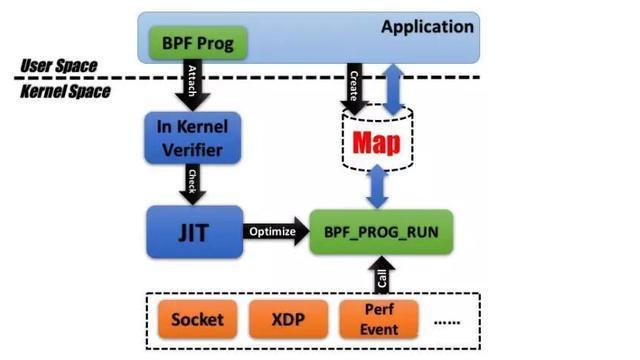 Application
BPF Prog
User Space
Kernel Space
Attach
Create
In Kernel
Verifier
Map
Check
JIT
Optimize
BPF_PROG_RUN
Call
Socket
XDP
Perf
Event
......